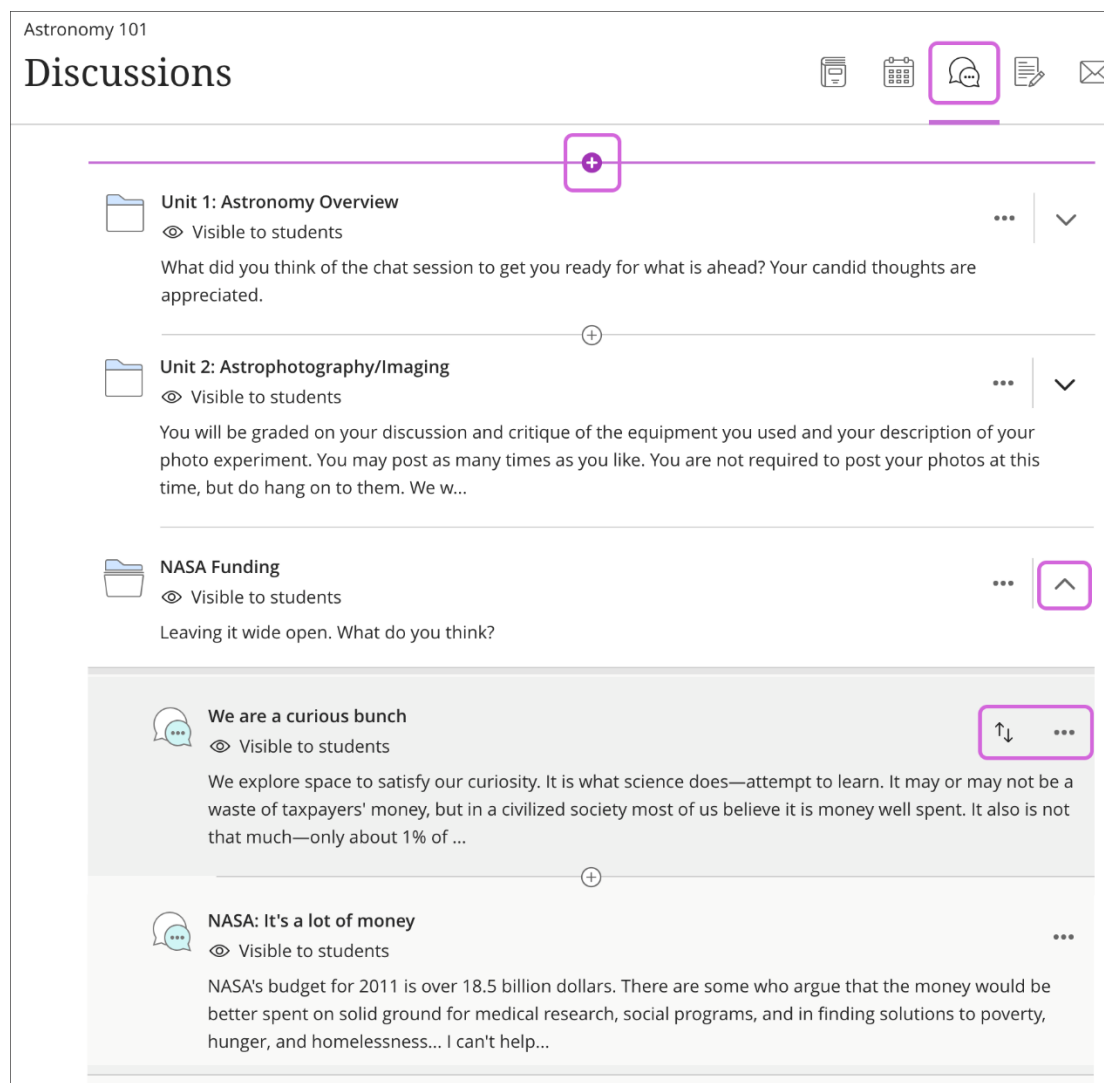 Astronomy 101
Discussions
Unit 1: Astronomy Overview
Visible to students
What did you think of the chat session to get you ready for what is ahead? Your candid thoughts are
appreciated.
Unit 2: Astrophotography/Imaging
Visible to students
You will be graded on your discussion and critique of the equipment you used and your description of your
photo experiment. You may post as many times as you like. You are not required to post your photos at this
time, but do hang on to them. We w...
NASA Funding
Visible to students
Leaving it wide open. What do you think?
We are a curious bunch
Visible to students
We explore space to satisfy our curiosity. It is what science does—attempt to learn. It may or may not be a
waste of taxpayers' money, but in a civilized society most of us believe it is money well spent. It also is not
that much—only about 1% of ...
NASA: It's a lot of money
Visible to students
NASA's budget for 2011 is over 18.5 billion dollars. There are some who argue that the money would be
better spent on solid ground for medical research, social programs, and in finding solutions to poverty,
hunger, and homelessness... I can't help...